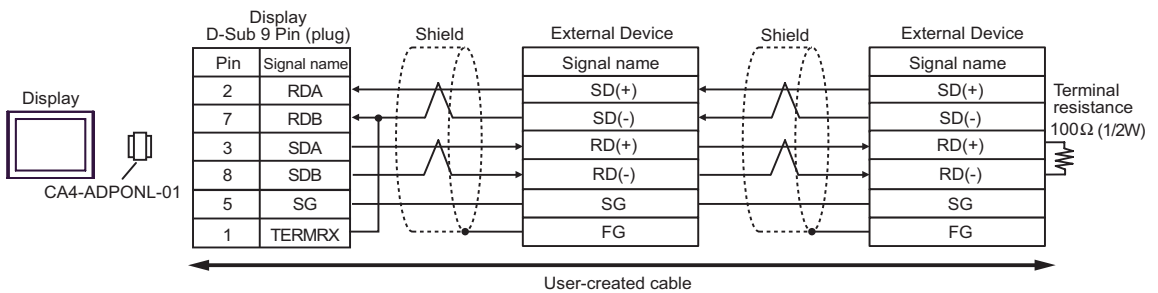 Display
D-Sub 9 Pin (plug)
Shield
External Device
Shield
External Device
Pin Signal name
Signal name
Signal name
Display
2 RDA
SD(+)
SD(+)
Terminal
resistance
100Ω (1/2W)
7 RDB
SD(-)
SD(-)
3 SDA
RD(+)
RD(+)
8 SDB
RD(-)
RD(-)
CA4-ADPONL-01
5 SG
SG
SG
1 TERMRX
FG
FG
User-created cable